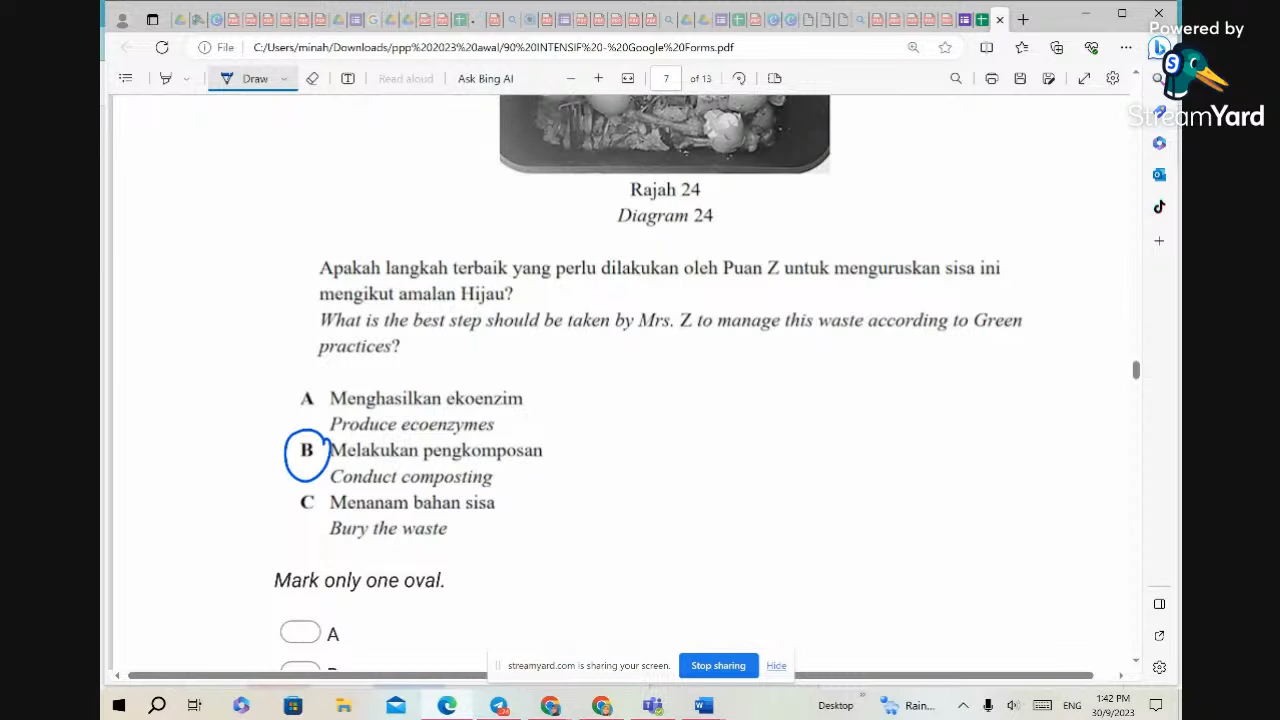 Powered by
StreamYard
File
C:/Users/minah/Downloads/ppp%202023%20awal/90%20INTENSIF%20-%20Google%20Forms.pdf
Draw
Read aloud
Ask Bing AI
7
of 13
Rajah 24
Diagram 24
Apakah langkah terbaik yang perlu dilakukan oleh Puan Z untuk menguruskan sisa ini
mengikut amalan Hijau?
What is the best step should be taken by Mrs. Z to manage this waste according to Green
practices?
A Menghasilkan ekoenzim
Produce ecoenzymes
B Melakukan pengkomposan
Conduct composting
C Menanam bahan sisa
Bury the waste
Mark only one oval.
A
streamyard.com is sharing your screen.
Stop sharing
Hide
Desktop
Rain...
ENG
1:42 PM
30/9/2023